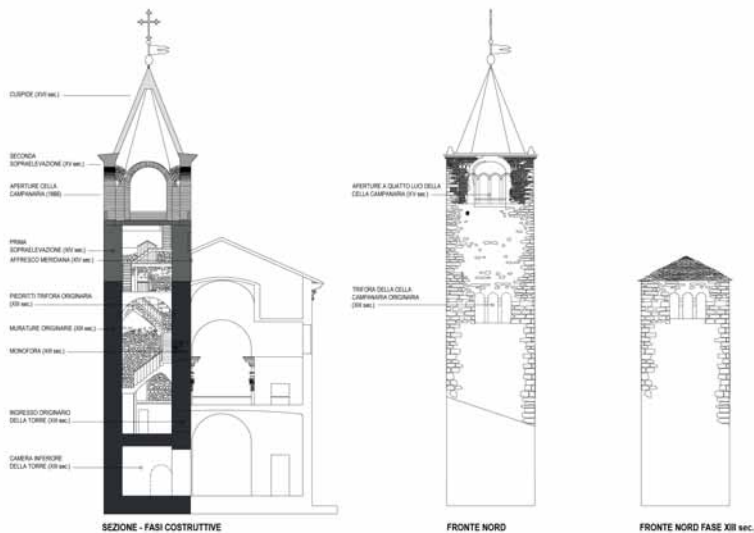 CUSPIDE (XVII sec.)
SECONDA
SOPRAELEVAZIONE (XV sec.)
APERTURE CELLA
CAMPANARIA (1888)
PRIMA
SOPRAELEVAZIONE (XIV sec.)
AFFRESCO MERIDIANA (XIV sec.)
PIEDRITTI TRIFORA ORIGINARIA
(XIII sec.)
MURATURE ORIGINARIE (XIII sec.)
MONOFORA (XIII sec.)
INGRESSO ORIGINARIO
DELLA TORRE (XIII sec.)
CAMERA INFERIORE
DELLA TORRE (XIII sec.)
SEZIONE - FASI COSTRUTTIVE
APERTURE A QUATTO LUCI DELLA
CELLA CAMPANARIA (XV sec.)
TRIFORA DELLA CELLA
CAMPANARIA ORIGINARIA
(XIII sec.)
FRONTE NORD
FRONTE NORD FASE XIII sec.